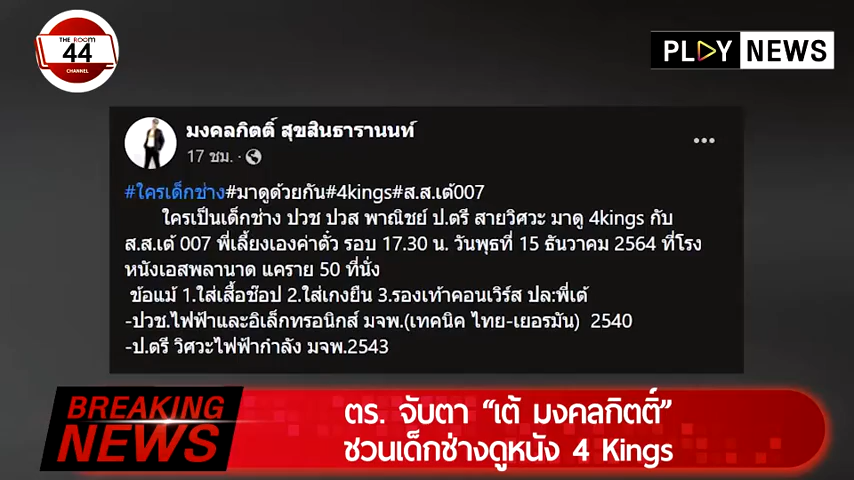 THE ROOM
44
CHANNEL
PLAY NEWS
มงคลกิตติ์ สุขสินธารานนท์
17 ชม. ·
#ใครเด็กช่าง#มาดูด้วยกัน#4kings#ส.ส.เต้007
ใครเป็นเด็กช่าง ปวช ปวส พาณิชย์ ป.ตรี สายวิศวะ มาดู 4kings กับ
ส.ส.เต้ 007 พี่เลี้ยงเองค่าตั๋ว รอบ 17.30 น. วันพุธที่ 15 ธันวาคม 2564 ที่โรง
หนังเอสพลานาด แคราย 50 ที่นั่ง
ข้อแม้ 1.ใส่เสื้อช๊อป 2.ใส่เกงยีน 3.รองเท้าคอนเวิร์ส ปล:พี่เต้
-ปวช.ไฟฟ้าและอิเล็กทรอนิกส์ มจพ.(เทคนิค ไทย-เยอรมัน) 2540
-ป.ตรี วิศวะไฟฟ้ากำลัง มจพ.2543
BREAKING
NEWS
ตร. จับตา “เต้ มงคลกิตติ์”
ชวนเด็กช่างดูหนัง 4 Kings